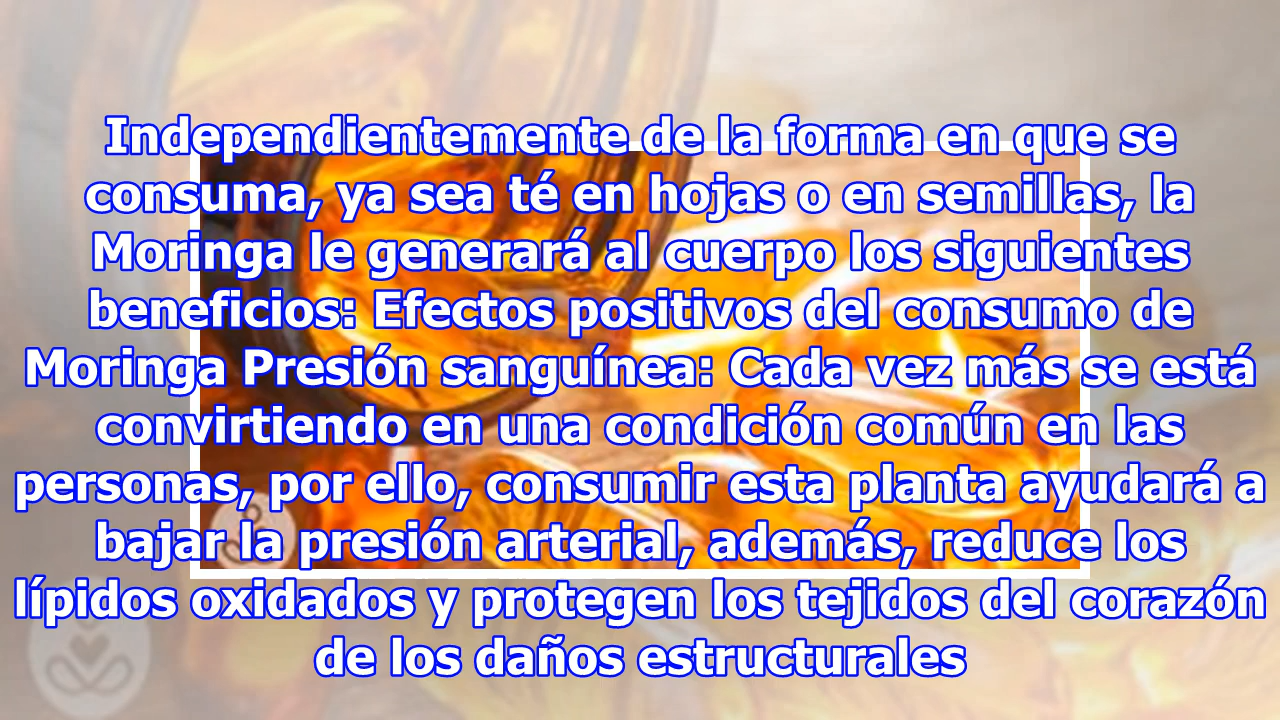 Independientemente de la forma en que se
consuma, ya sea té en hojas o en semillas, la
Moringa le generará al cuerpo los siguientes
beneficios: Efectos positivos del consumo de
Moringa Presión sanguínea: Cada vez más se está
convirtiendo en una condición común en las
personas, por ello, consumir esta planta ayudará a
bajar la presión arterial, además, reduce los
lípidos oxidados y protegen los tejidos del corazón
de los daños estructurales